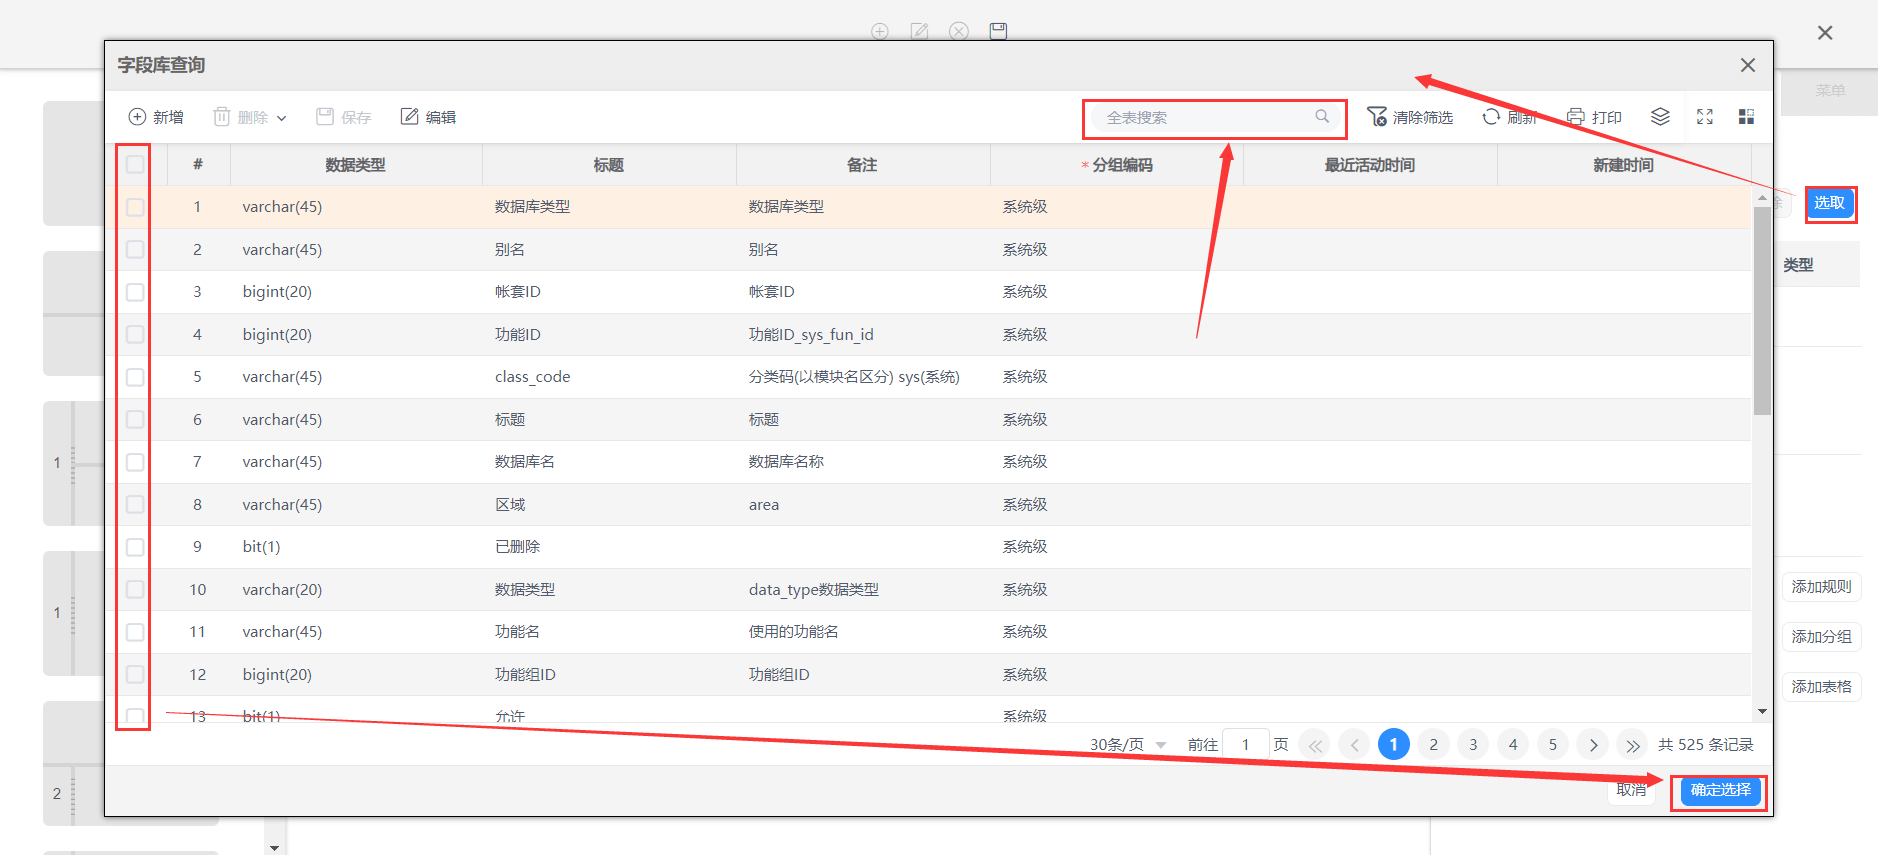 字段库查询
菜单
新增 删除 保存 编辑 全表搜索 清除筛选 刷新 打印
# 数据类型 标题 备注 *分组编码 最近活动时间 新建时间
1 varchar(45) 数据库类型 数据库类型 系统级
选取
2 varchar(45) 别名 别名 系统级
类型
3 bigint(20) 帐套ID 帐套ID 系统级
4 bigint(20) 功能ID 功能ID_sys_fun_id 系统级
5 varchar(45) class_code 分类码(以模块名区分) sys(系统) 系统级
6 varchar(45) 标题 标题 系统级
1
7 varchar(45) 数据库名 数据库名称 系统级
8 varchar(45) 区域 area 系统级
9 bit(1) 已删除 系统级
10 varchar(20) 数据类型 data_type数据类型 系统级
添加规则
1
11 varchar(45) 功能名 使用的功能名 系统级
添加分组
12 bigint(20) 功能组ID 功能组ID 系统级
添加表格
13 bit(1) 允许 系统级
30条/页 前往 1 页 1 2 3 4 5 共 525 条记录
2
取消 确定选择